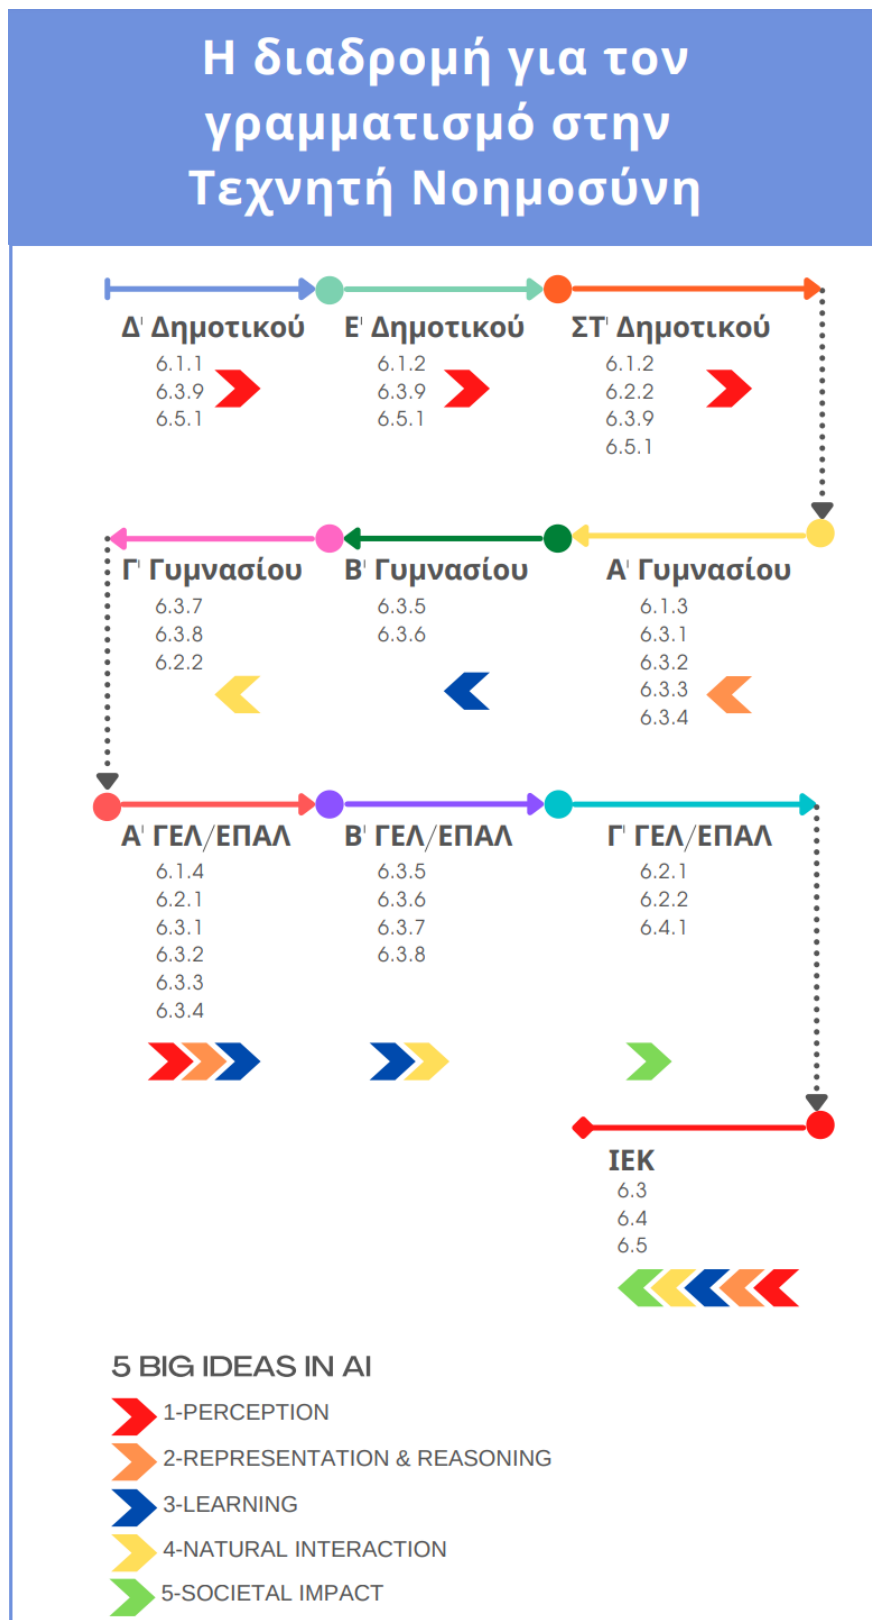 Η διαδρομή για τον
γραμματισμό στην
Τεχνητή Νοημοσύνη
Δ' Δημοτικού
6.1.1
6.3.9
6.5.1
Ε' Δημοτικού
6.1.2
6.3.9
6.5.1
ΣΤ' Δημοτικού
6.1.2
6.2.2
6.3.9
6.5.1
Α' Γυμνασίου
6.1.3
6.3.1
6.3.2
6.3.3
6.3.4
Β' Γυμνασίου
6.3.5
6.3.6
Γ' Γυμνασίου
6.3.7
6.3.8
6.2.2
Α' ΓΕΛ/ΕΠΑΛ
6.1.4
6.2.1
6.3.1
6.3.2
6.3.3
6.3.4
Β' ΓΕΛ/ΕΠΑΛ
6.3.5
6.3.6
6.3.7
6.3.8
Γ' ΓΕΛ/ΕΠΑΛ
6.2.1
6.2.2
6.4.1
ΙΕΚ
6.3
6.4
6.5
5 BIG IDEAS IN AI
1-PERCEPTION
2-REPRESENTATION & REASONING
3-LEARNING
4-NATURAL INTERACTION
5-SOCIETAL IMPACT